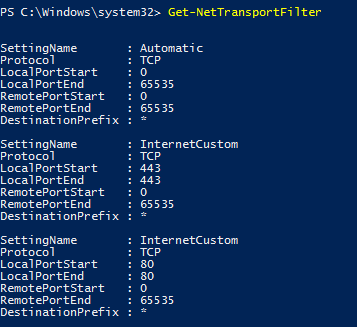 PS C:\Windows\system32> Get-NetTransportFilter
SettingName : Automatic
Protocol : TCP
LocalPortStart : 0
LocalPortEnd : 65535
RemotePortStart : 0
RemotePortEnd : 65535
DestinationPrefix : *
SettingName : InternetCustom
Protocol : TCP
LocalPortStart : 443
LocalPortEnd : 443
RemotePortStart : 0
RemotePortEnd : 65535
DestinationPrefix : *
SettingName : InternetCustom
Protocol : TCP
LocalPortStart : 80
LocalPortEnd : 80
RemotePortStart : 0
RemotePortEnd : 65535
DestinationPrefix : *